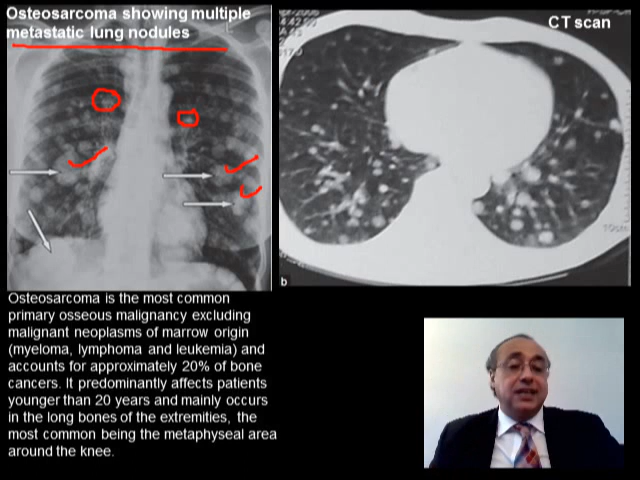 Osteosarcoma showing multiple
metastatic lung nodules
CT scan
b
Osteosarcoma is the most common
primary osseous malignancy excluding
malignant neoplasms of marrow origin
(myeloma, lymphoma and leukemia) and
accounts for approximately 20% of bone
cancers. It predominantly affects patients
younger than 20 years and mainly occurs
in the long bones of the extremities, the
most common being the metaphyseal area
around the knee.